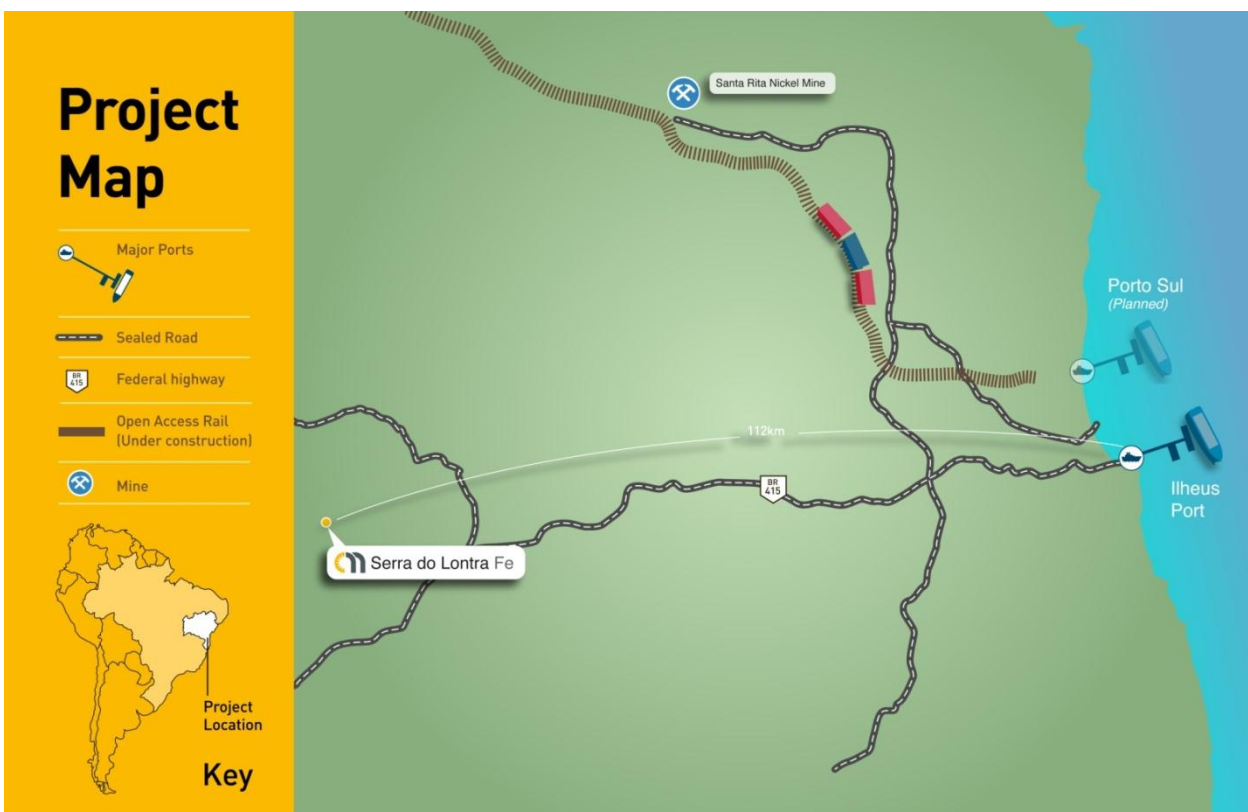 Project
Map
Major Ports
Sealed Road
BR
415
Federal highway
Open Access Rail
(Under construction)
Mine
Project
Location
Key
Santa Rita Nickel Mine
Porto Sul
(Planned)
112km
BR
415
Ilheus
Port
Serra do Lontra Fe